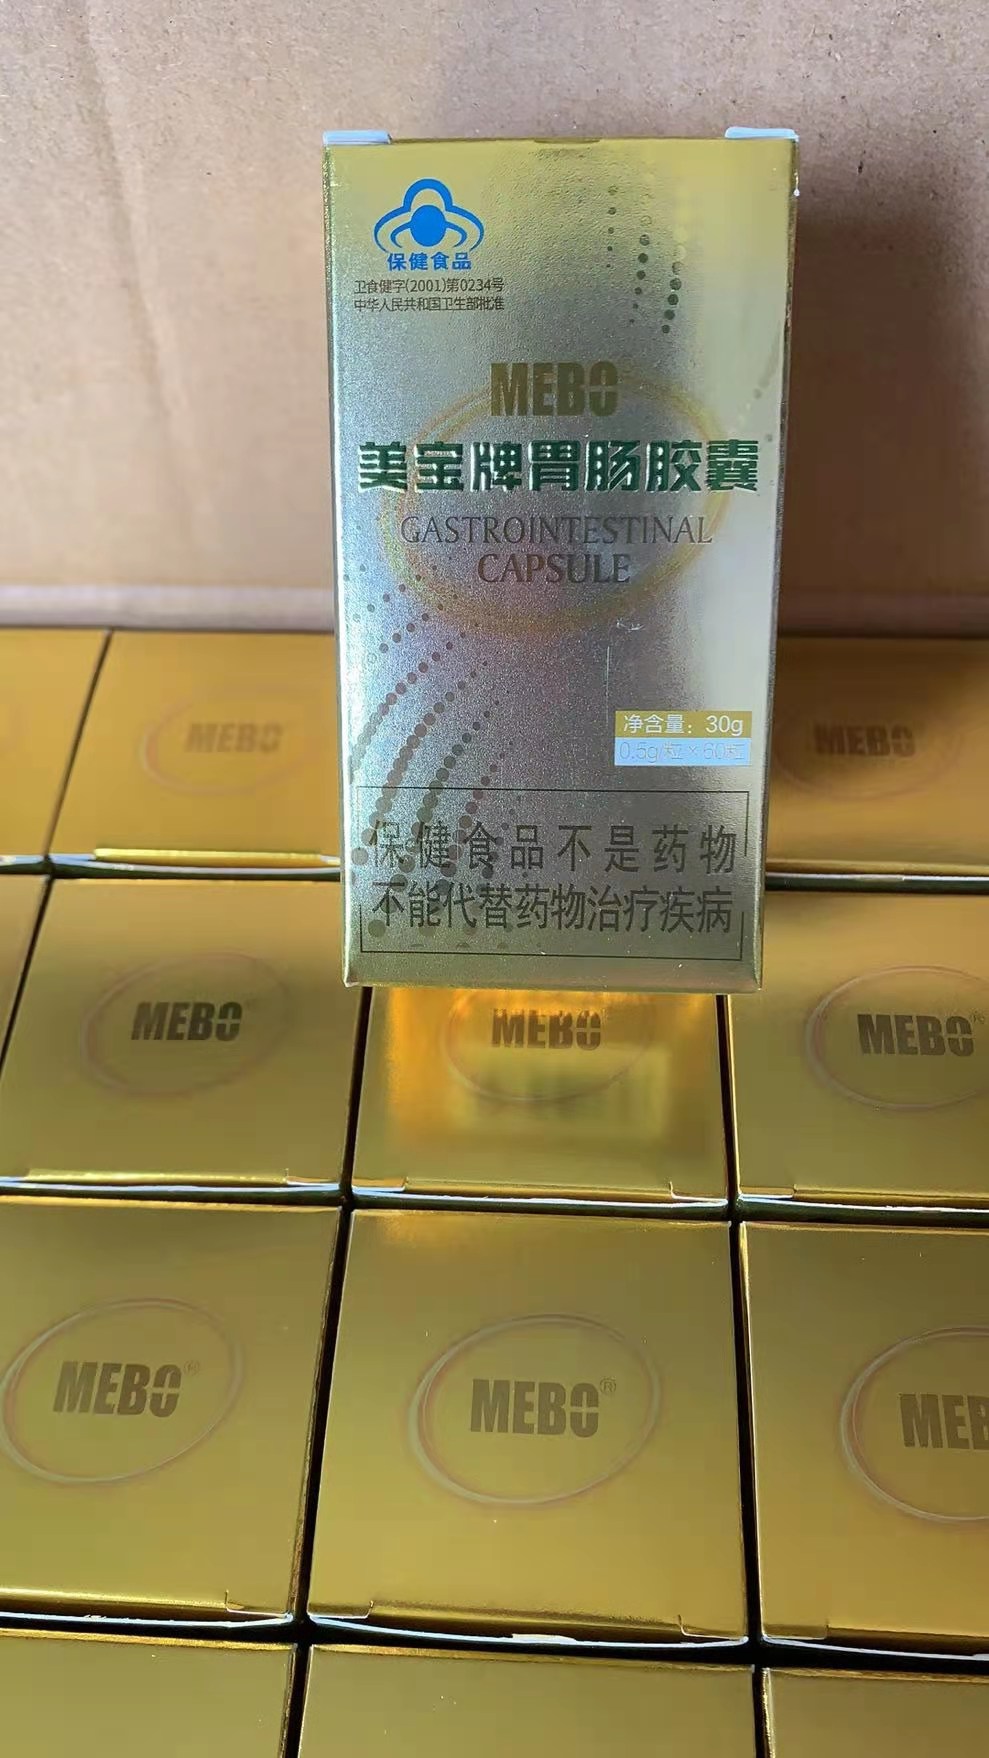 保健食品
卫食健字(2001)第0234号
中华人民共和国卫生部批准
MEBO
美宝牌胃肠胶囊
GASTROINTESTINAL
CAPSULE
净含量：30g
0.5g/粒×60粒
保健食品不是药物
不能代替药物治疗疾病
MEBO
MEBO
MEBO
MEBO
MEBO®
MEBO®
MEBO®
MEB